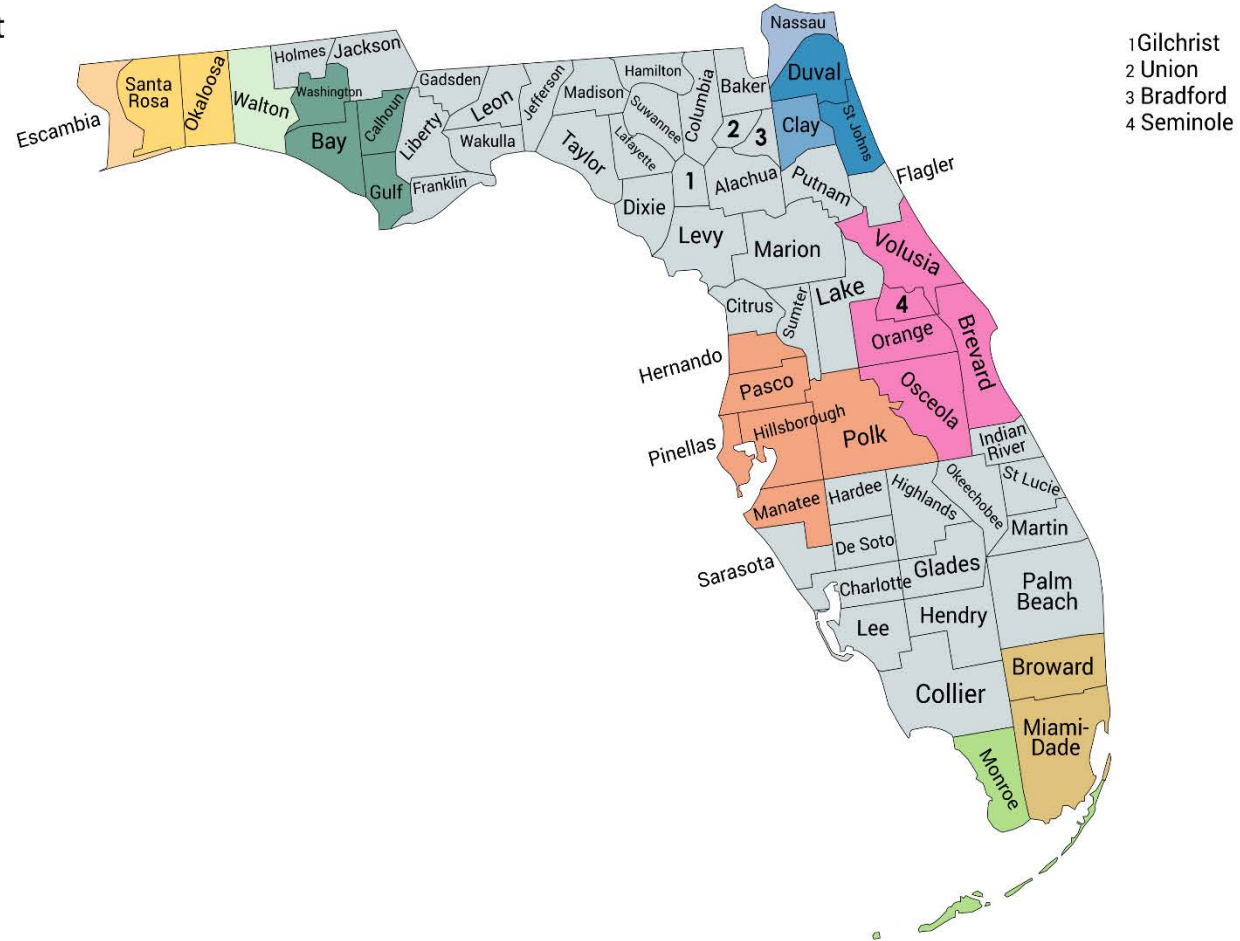 t
Nassau
1Gilchrist
2 Union
3 Bradford
4 Seminole
Holmes
Jackson
Gadsden
Hamilton
Columbia
Baker
Duval
Santa
Rosa
Okaloosa
Walton
Washington
Calhoun
Leon
Jefferson
Madison
Suwannee
Escambia
Bay
Liberty
Wakulla
Taylor
Lafayette
2
3
Clay
St Johns
Gulf
Franklin
Dixie
1
Alachua
Putnam
Flagler
Levy
Marion
Volusia
Citrus
Sumter
Lake
4
Orange
Brevard
Hernando
Pasco
Osceola
Pinellas
Hillsborough
Polk
Indian
River
Manatee
Hardee
Highlands
Okeechobee
St Lucie
Martin
Sarasota
De Soto
Charlotte
Glades
Palm
Beach
Lee
Hendry
Collier
Broward
Miami-
Dade
Monroe